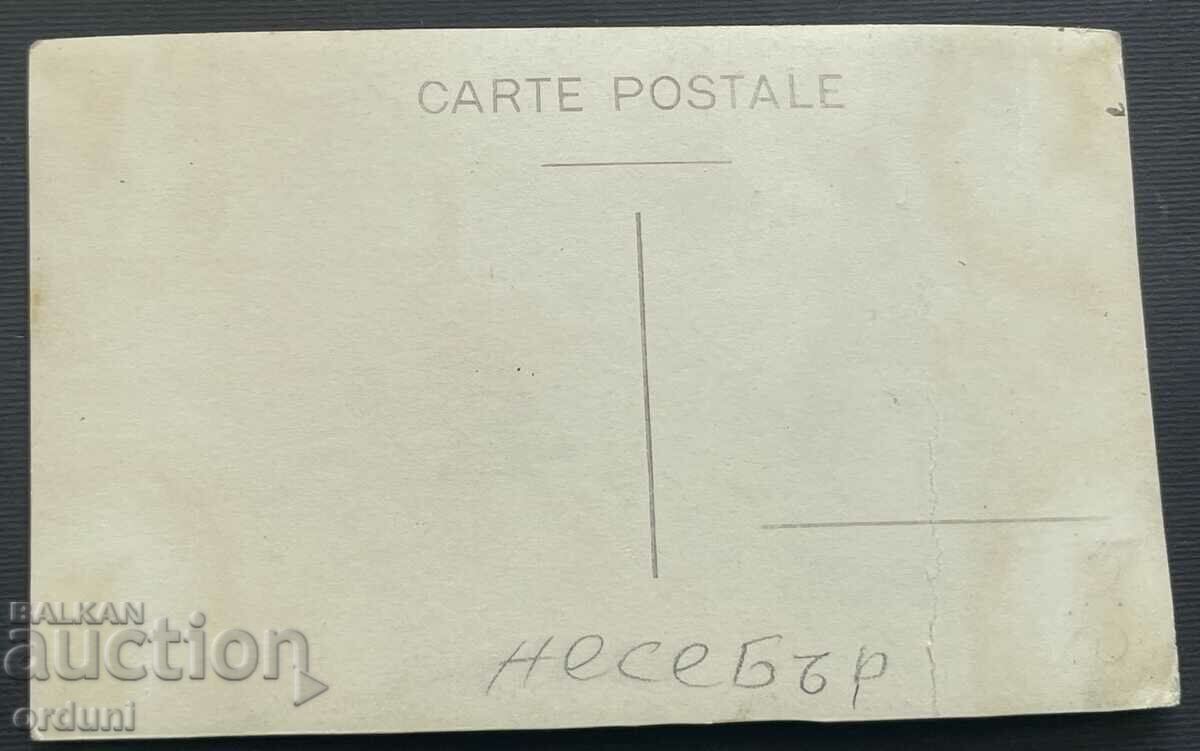 CARTE POSTALE
несебър
BALKAN
auction
orduni